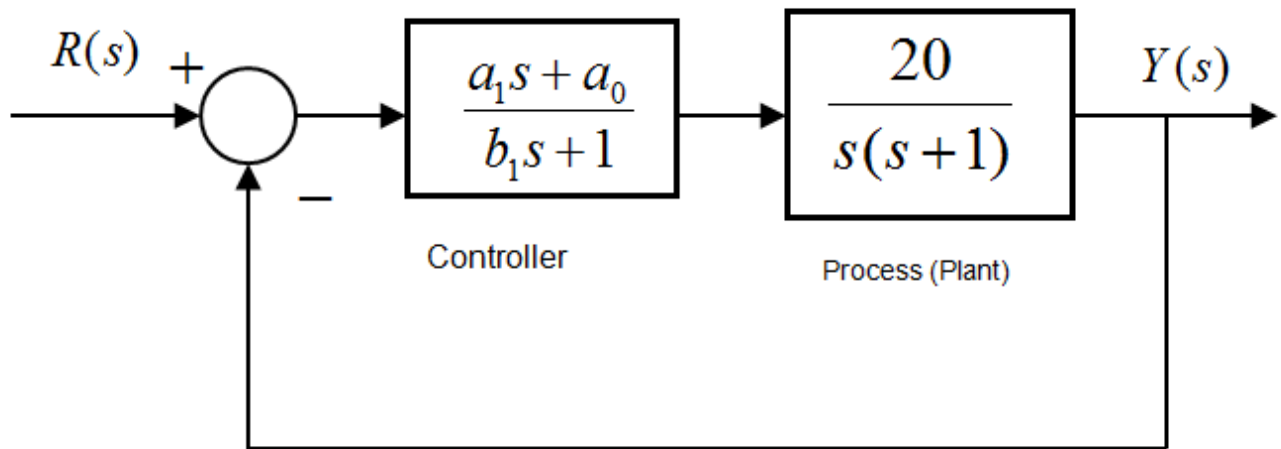 R(s)
+
−
a₁s + a₀
b₁s + 1
Controller
20
s(s + 1)
Process (Plant)
Y(s)